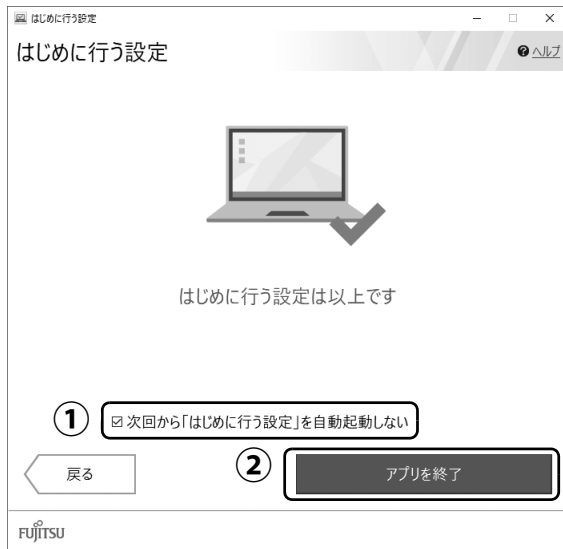 はじめに行う設定
はじめに行う設定
ヘルプ
はじめに行う設定は以上です
① ☑ 次回から「はじめに行う設定」を自動起動しない
戻る
② アプリを終了
FUJITSU